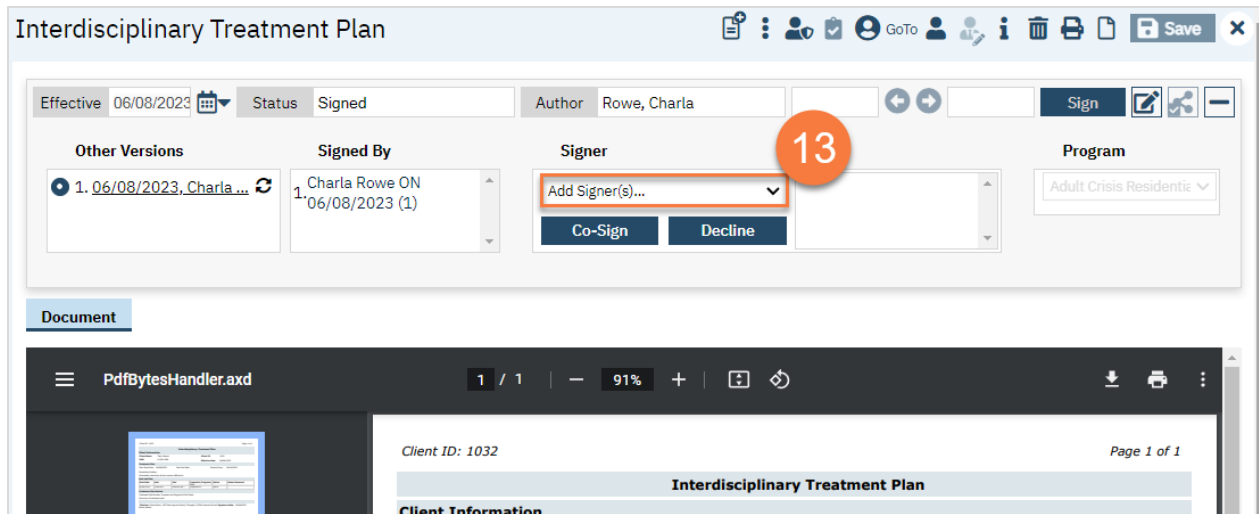 Interdisciplinary Treatment Plan
GoTo
Save
Effective 06/08/2023 Status Signed Author Rowe, Charla Sign
13
Other Versions Signed By Signer Program
1. 06/08/2023, Charla ...
1. Charla Rowe ON
06/08/2023 (1)
Add Signer(s)...
Co-Sign Decline
Adult Crisis Residentia
Document
PdfBytesHandler.axd 1 / 1 91%
Client ID: 1032 Page 1 of 1
Interdisciplinary Treatment Plan
Client Information